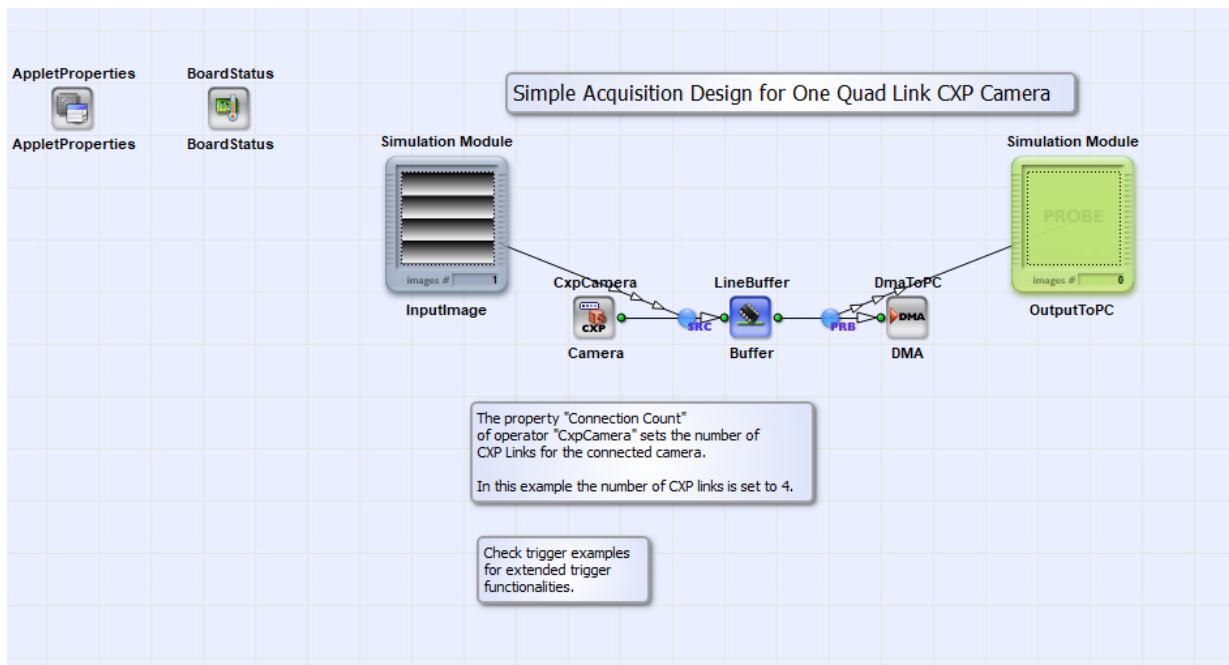 AppletProperties
BoardStatus
AppletProperties
BoardStatus
Simple Acquisition Design for One Quad Link CXP Camera
Simulation Module
images # 1
InputImage
Simulation Module
PROBE
images # 0
OutputToPC
CxpCamera
CXP
Camera
SRC
LineBuffer
Buffer
PRB
DmaToPC
DMA
DMA
The property "Connection Count"
of operator "CxpCamera" sets the number of
CXP Links for the connected camera.
In this example the number of CXP links is set to 4.
Check trigger examples
for extended trigger
functionalities.